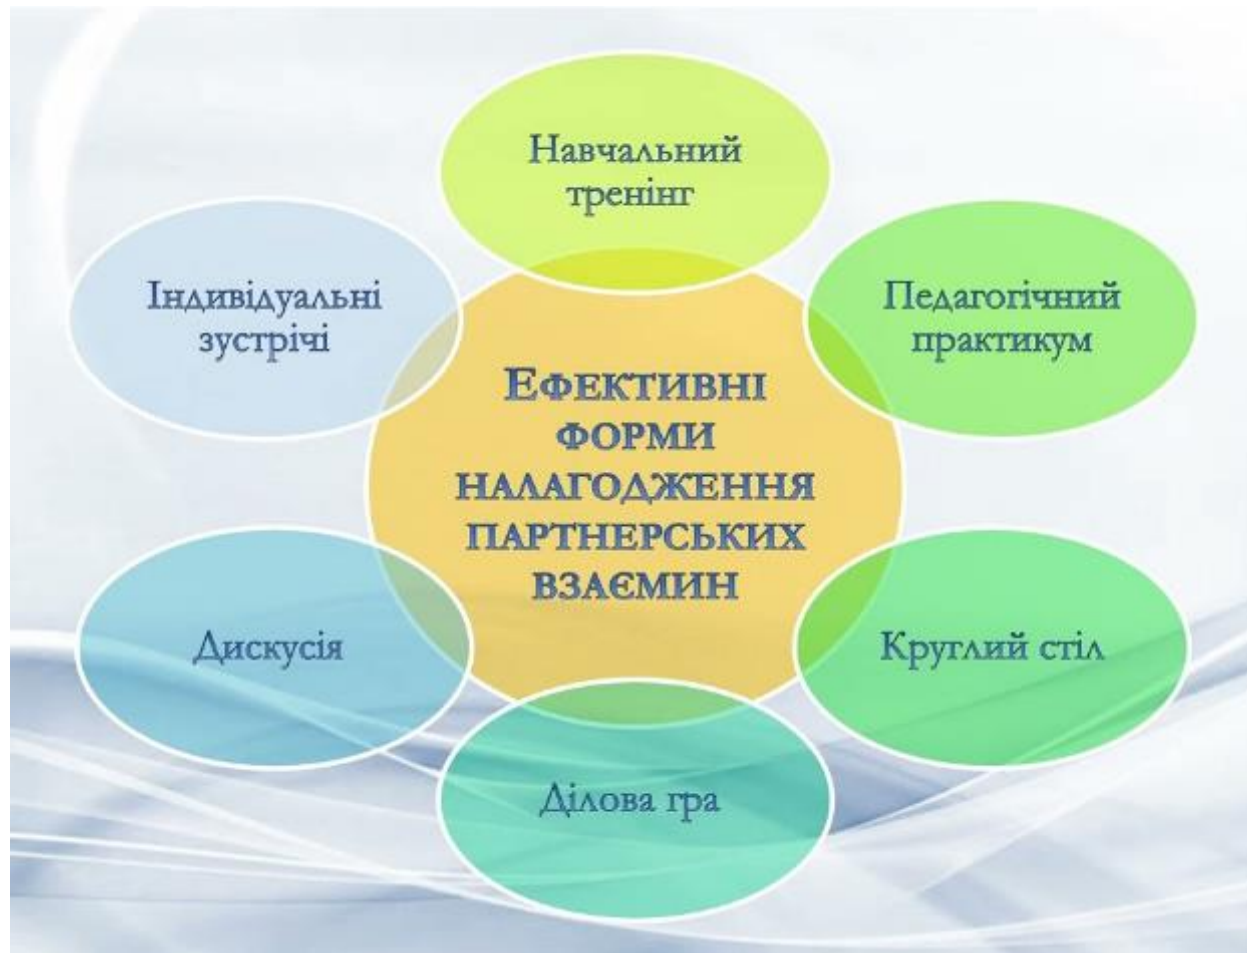 Навчальний
тренінг
Індивідуальні
зустрічі
Педагогічний
практикум
Ефективні
форми
налагодження
партнерських
взаємин
Дискусія
Круглий стіл
Ділова гра